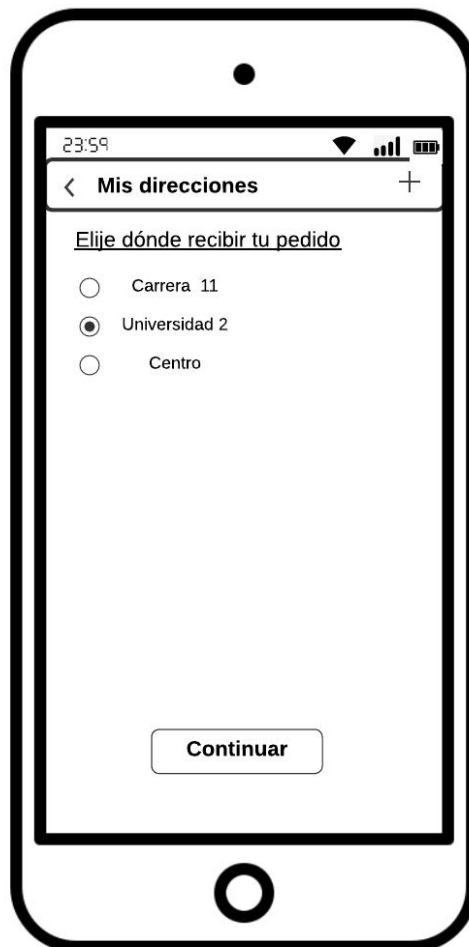 23:59
Mis direcciones
Elije dónde recibir tu pedido
Carrera 11
Universidad 2
Centro
Continuar